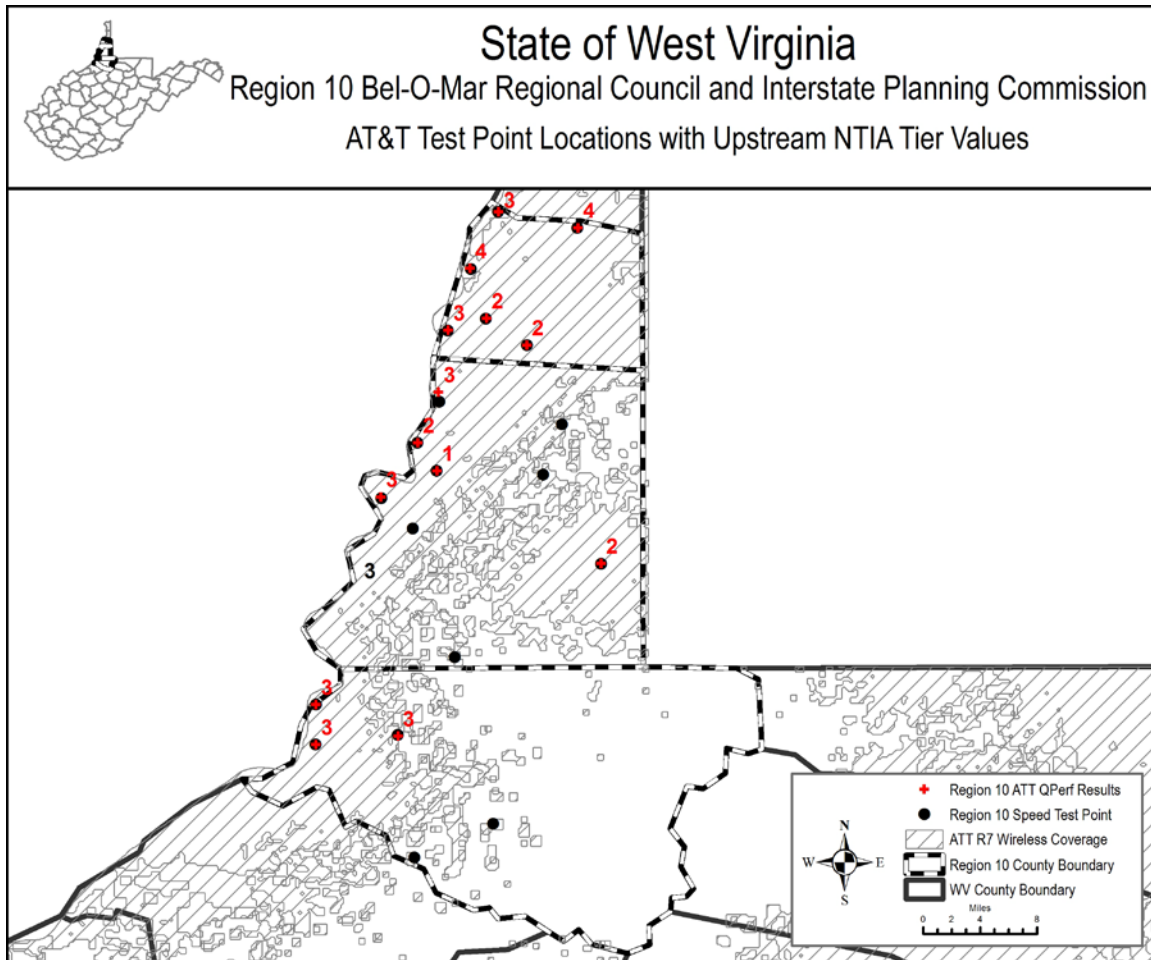 State of West Virginia
Region 10 Bel-O-Mar Regional Council and Interstate Planning Commission
AT&T Test Point Locations with Upstream NTIA Tier Values
3
4
4
2
3
2
3
2
1
3
2
3
3
3
3
Region 10 ATT QPerf Results
Region 10 Speed Test Point
ATT R7 Wireless Coverage
Region 10 County Boundary
WV County Boundary
N
W E
S
Miles
0 2 4 8